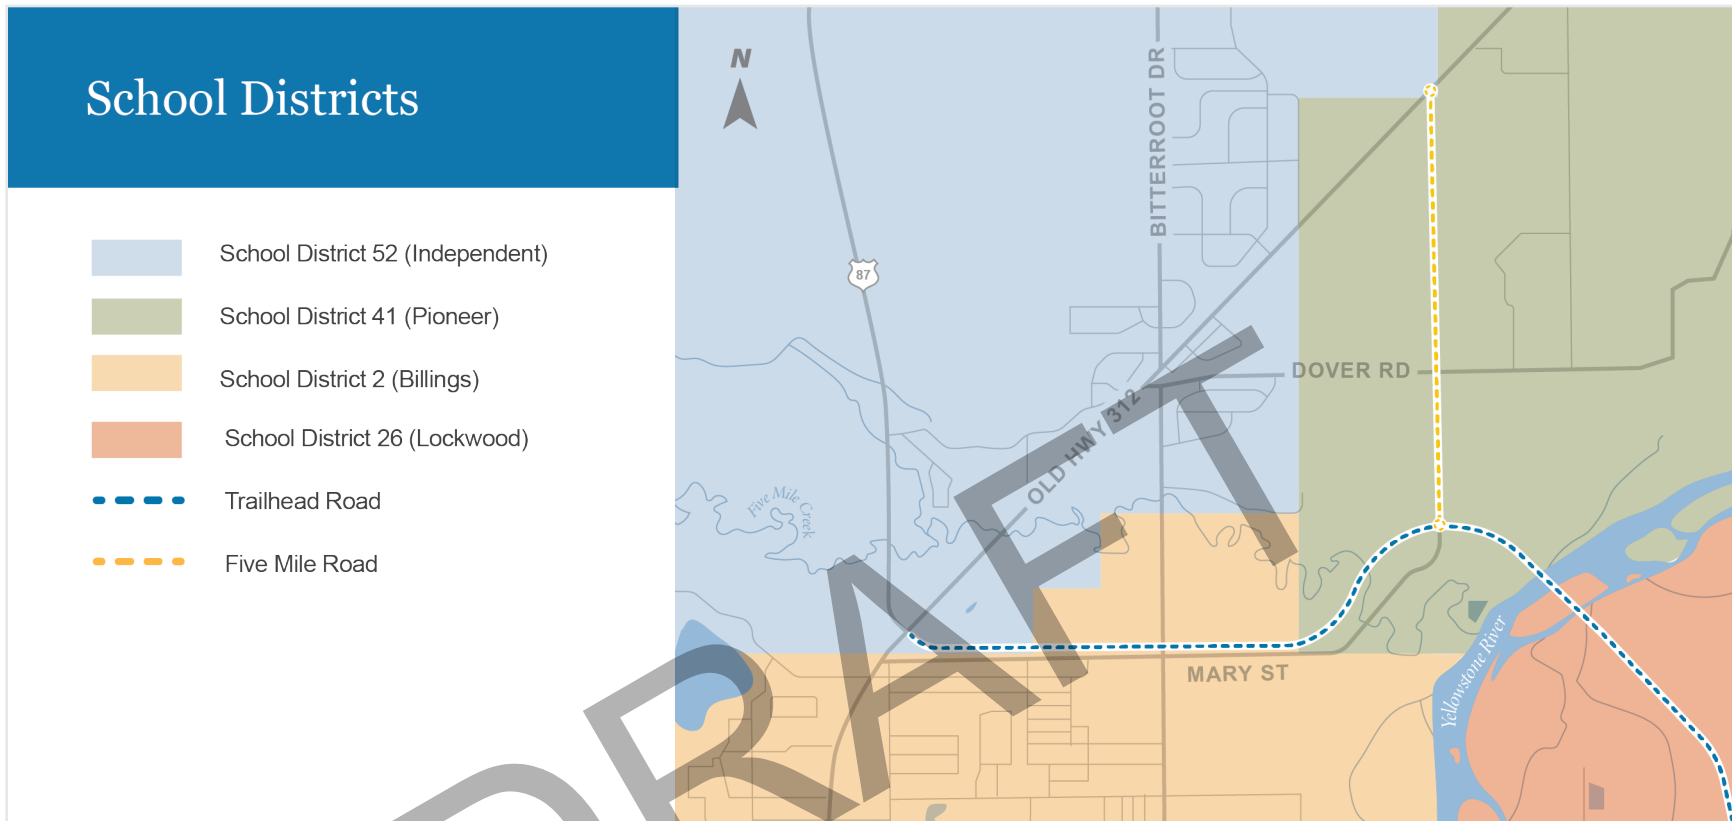 School Districts
School District 52 (Independent)
School District 41 (Pioneer)
School District 2 (Billings)
School District 26 (Lockwood)
Trailhead Road
Five Mile Road
N
BITTERROOT DR
87
DOVER RD
OLD HWY 312
Five Mile Creek
MARY ST
Yellowstone River
DRAFT